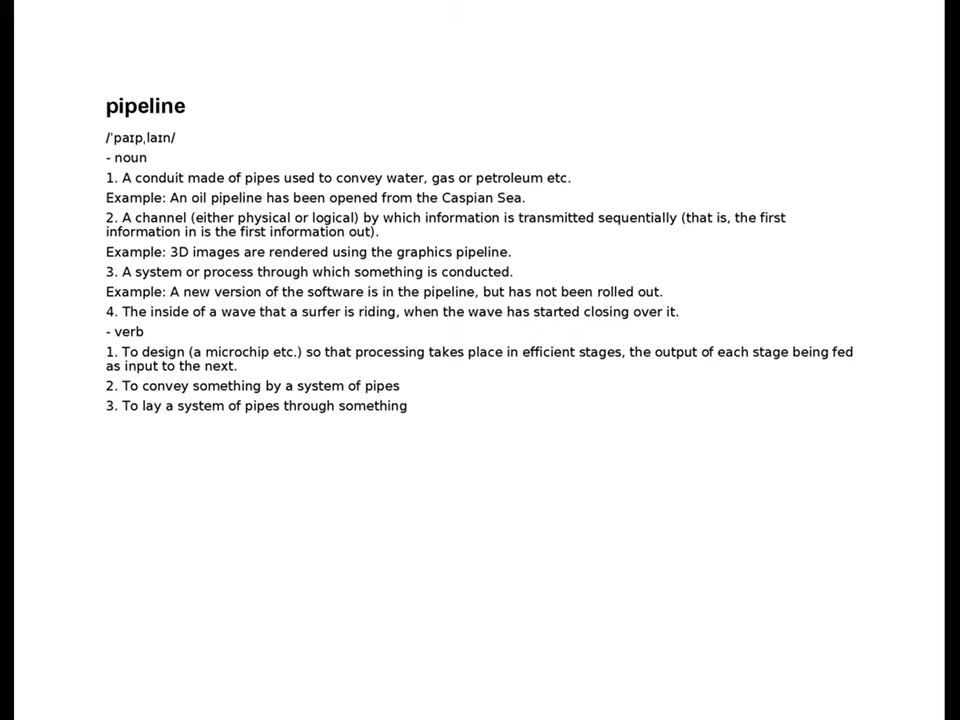 pipeline
/ˈpaɪpˌlaɪn/
- noun
1. A conduit made of pipes used to convey water, gas or petroleum etc.
Example: An oil pipeline has been opened from the Caspian Sea.
2. A channel (either physical or logical) by which information is transmitted sequentially (that is, the first
information in is the first information out).
Example: 3D images are rendered using the graphics pipeline.
3. A system or process through which something is conducted.
Example: A new version of the software is in the pipeline, but has not been rolled out.
4. The inside of a wave that a surfer is riding, when the wave has started closing over it.
- verb
1. To design (a microchip etc.) so that processing takes place in efficient stages, the output of each stage being fed
as input to the next.
2. To convey something by a system of pipes
3. To lay a system of pipes through something